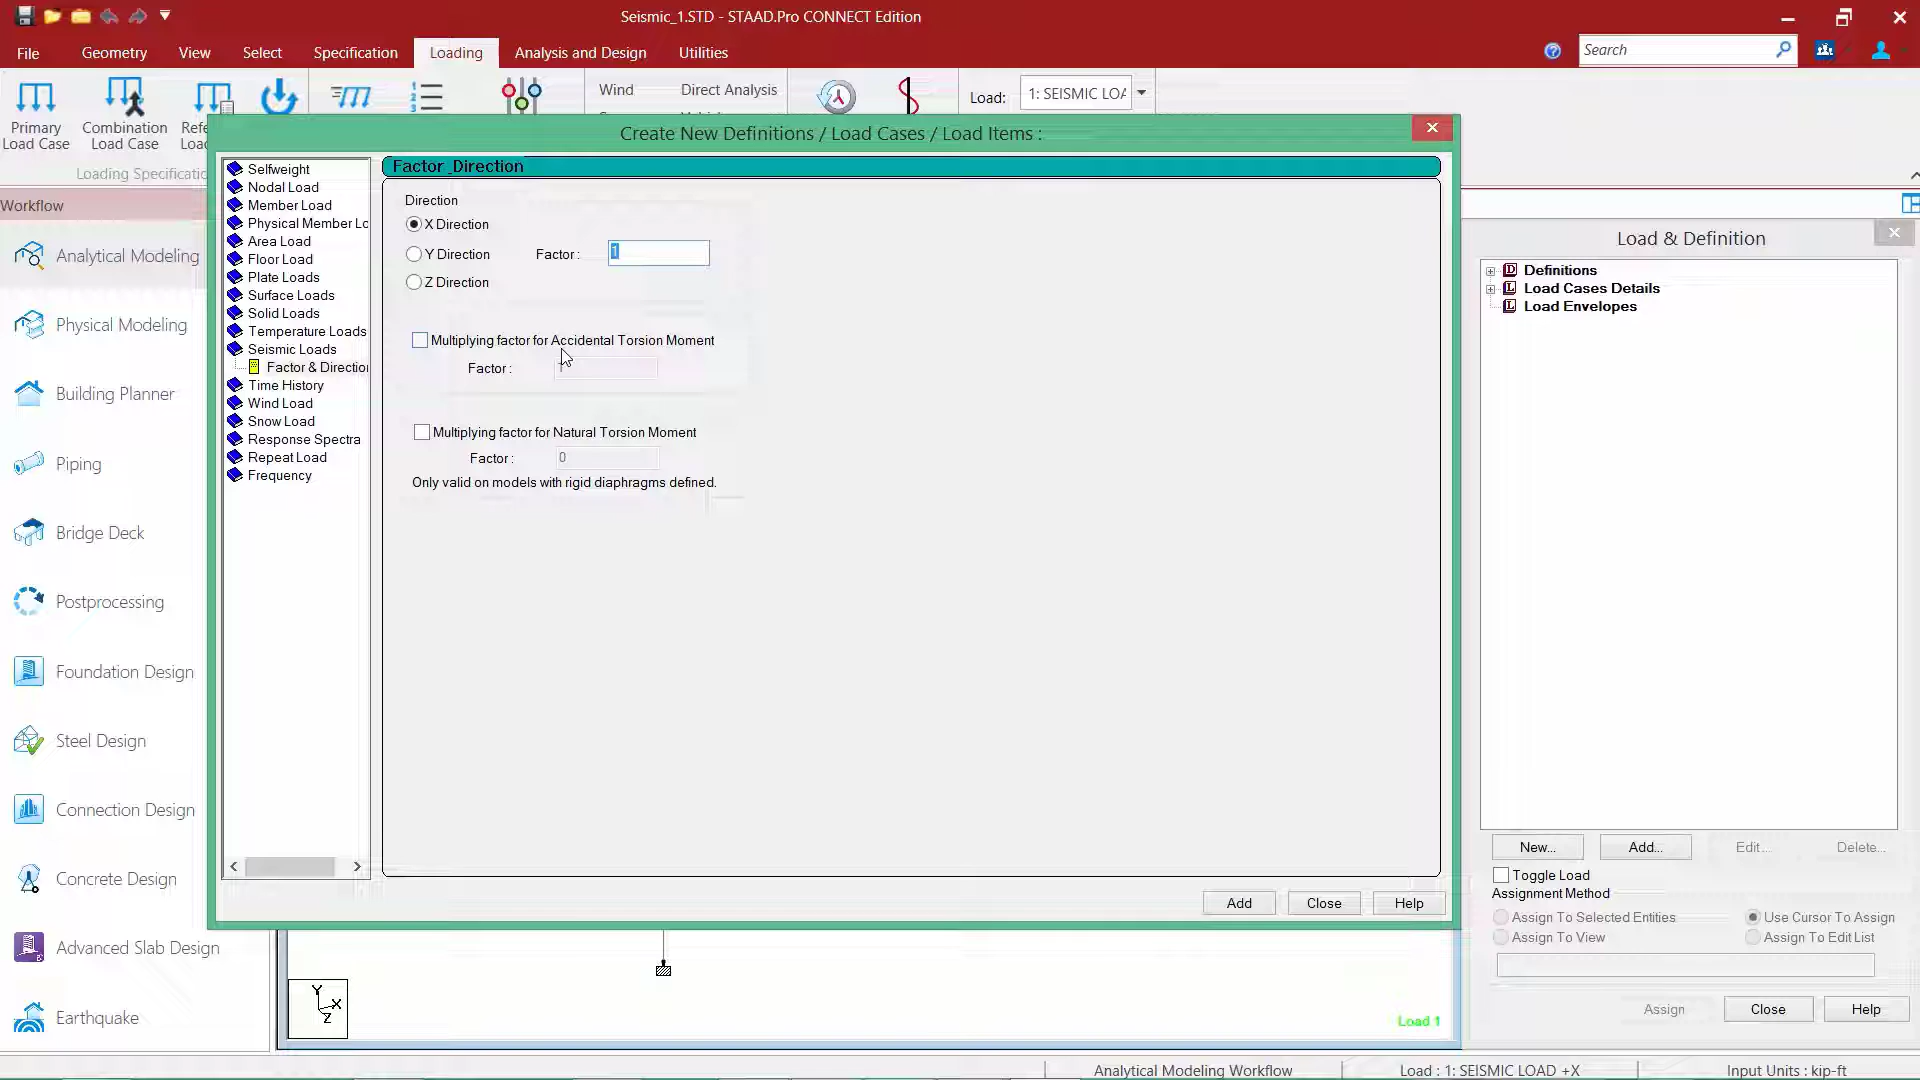 Seismic_1.STD - STAAD.Pro CONNECT Edition
File
Geometry
View
Select
Specification
Loading
Analysis and Design
Utilities
Search
Primary
Load Case
Combination
Load Case
Wind
Direct Analysis
Load:
1: SEISMIC LOA
Loading Specificatio
Create New Definitions / Load Cases / Load Items :
Workflow
Analytical Modeling
Physical Modeling
Building Planner
Piping
Bridge Deck
Postprocessing
Foundation Design
Steel Design
Connection Design
Concrete Design
Advanced Slab Design
Earthquake
Selfweight
Nodal Load
Member Load
Physical Member Lo
Area Load
Floor Load
Plate Loads
Surface Loads
Solid Loads
Temperature Loads
Seismic Loads
Factor & Direction
Time History
Wind Load
Snow Load
Response Spectra
Repeat Load
Frequency
Factor_Direction
Direction
X Direction
Y Direction
Factor :
1
Z Direction
Multiplying factor for Accidental Torsion Moment
Factor :
Multiplying factor for Natural Torsion Moment
Factor :
0
Only valid on models with rigid diaphragms defined.
Add
Close
Help
Load & Definition
D Definitions
L Load Cases Details
L Load Envelopes
New...
Add...
Edit...
Delete...
Toggle Load
Assignment Method
Assign To Selected Entities
Use Cursor To Assign
Assign To View
Assign To Edit List
Assign
Close
Help
Y
X
Z
Load 1
Analytical Modeling Workflow
Load : 1: SEISMIC LOAD +X
Input Units : kip-ft